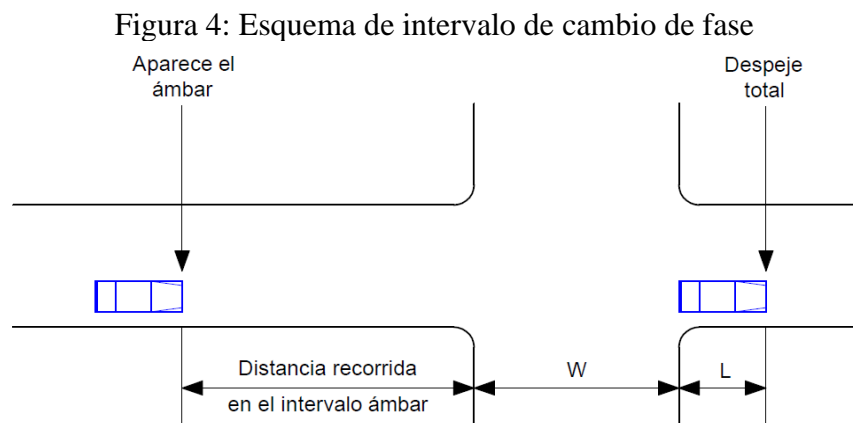 Figura 4: Esquema de intervalo de cambio de fase
Aparece el
ámbar
Despeje
total
Distancia recorrida
en el intervalo ámbar
W
L